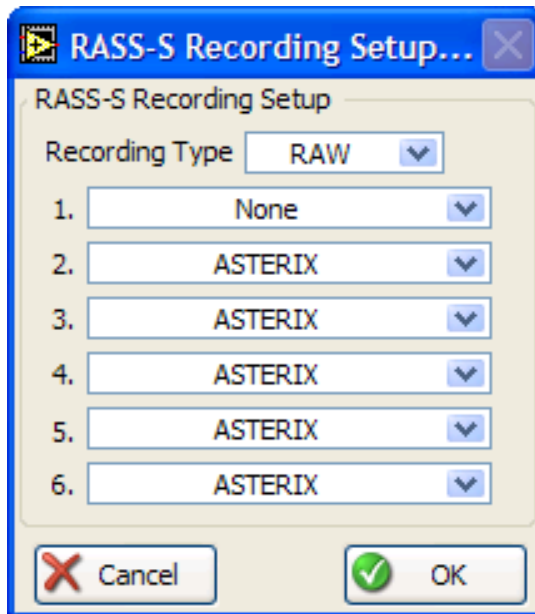 RASS-S Recording Setup...
RASS-S Recording Setup
Recording Type RAW
1. None
2. ASTERIX
3. ASTERIX
4. ASTERIX
5. ASTERIX
6. ASTERIX
Cancel OK